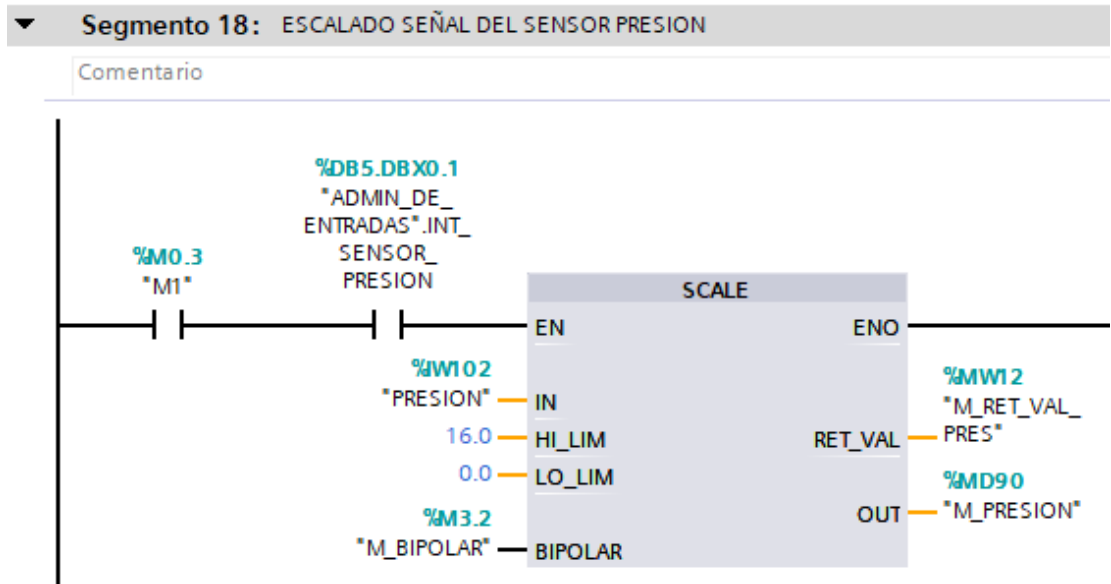 Segmento 18: ESCALADO SEÑAL DEL SENSOR PRESION
Comentario
%M0.3
"M1"
%DB5.DBX0.1
"ADMIN_DE_
ENTRADAS".INT_
SENSOR_
PRESION
SCALE
EN
ENO
%IW102
"PRESION"
IN
16.0
HI_LIM
0.0
LO_LIM
%M3.2
"M_BIPOLAR"
BIPOLAR
RET_VAL
%MW12
"M_RET_VAL_
PRES"
OUT
%MD90
"M_PRESION"